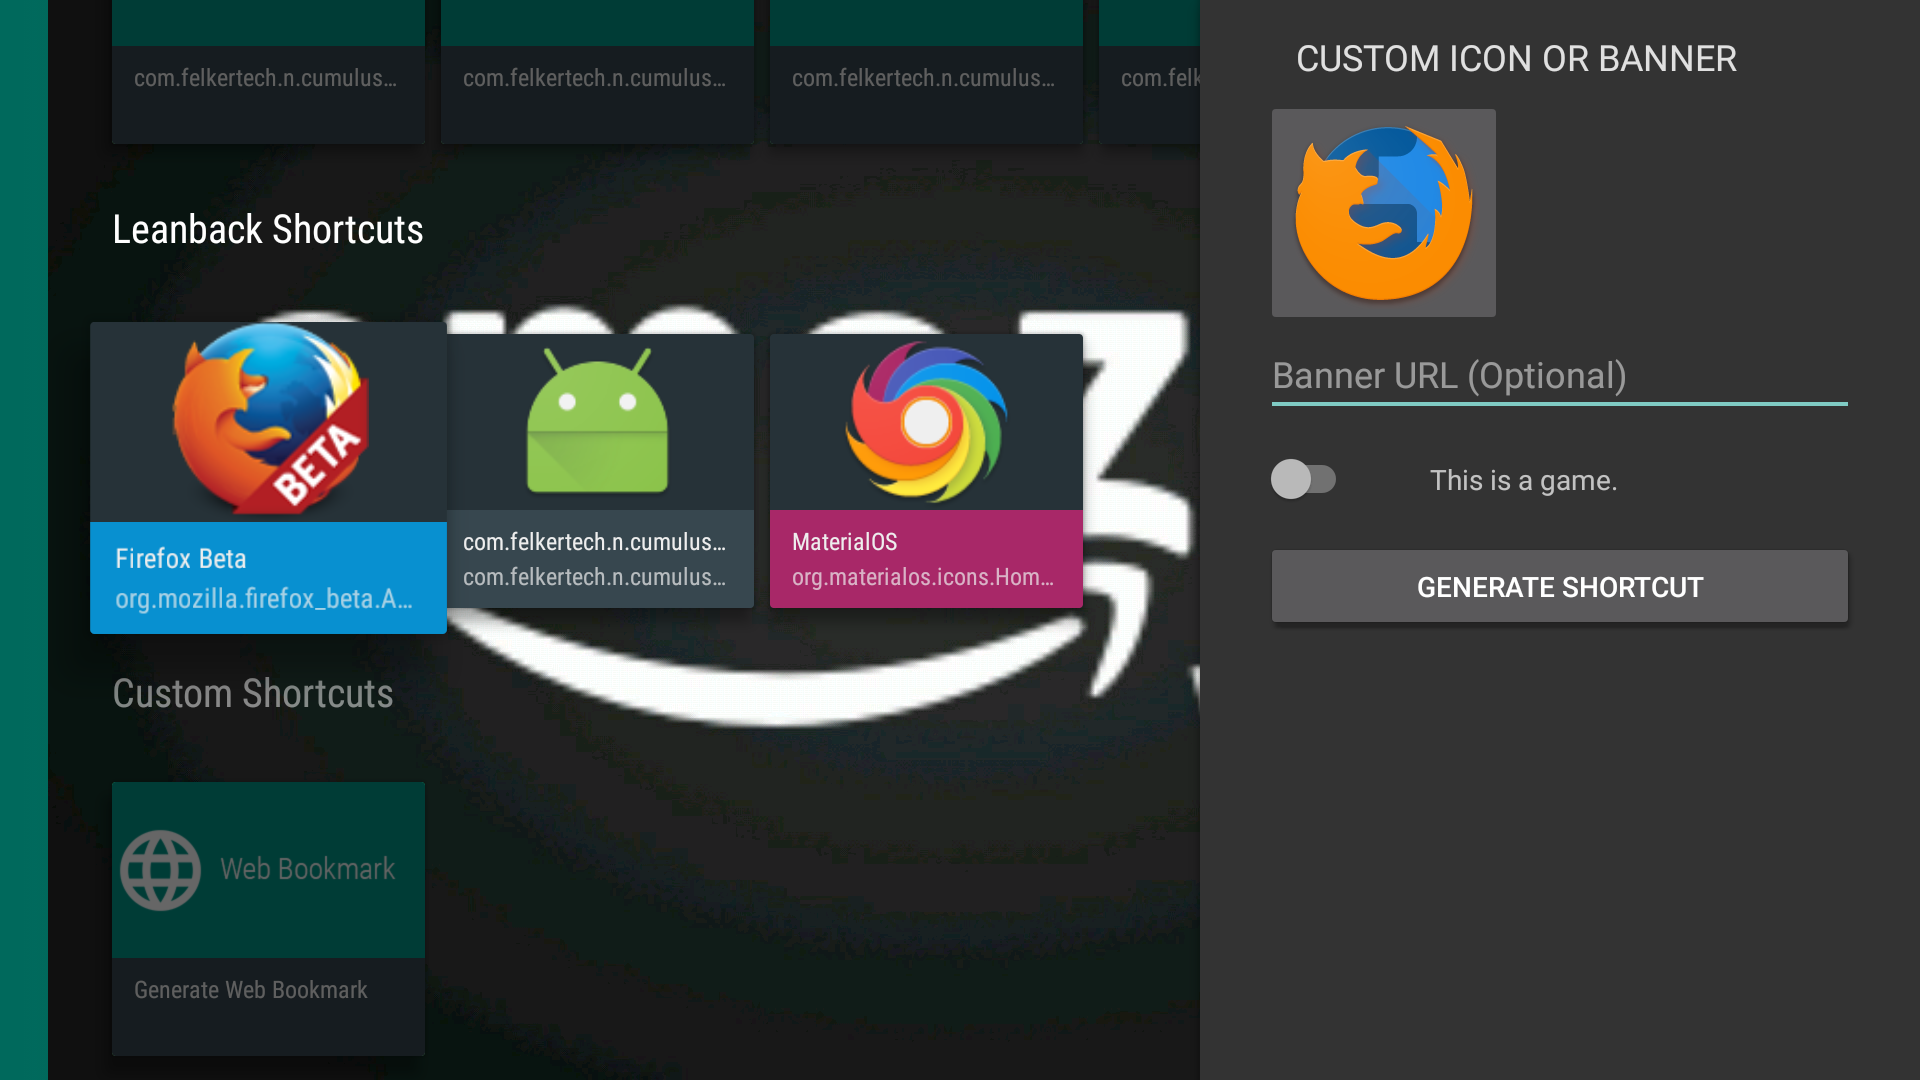 com.felkertech.n.cumulus...
com.felkertech.n.cumulus...
com.felkertech.n.cumulus...
com.felk
Leanback Shortcuts
BETA
Firefox Beta
org.mozilla.firefox_beta.A...
com.felkertech.n.cumulus...
com.felkertech.n.cumulus...
MaterialOS
org.materialos.icons.Hom...
Custom Shortcuts
Web Bookmark
Generate Web Bookmark
CUSTOM ICON OR BANNER
Banner URL (Optional)
This is a game.
GENERATE SHORTCUT